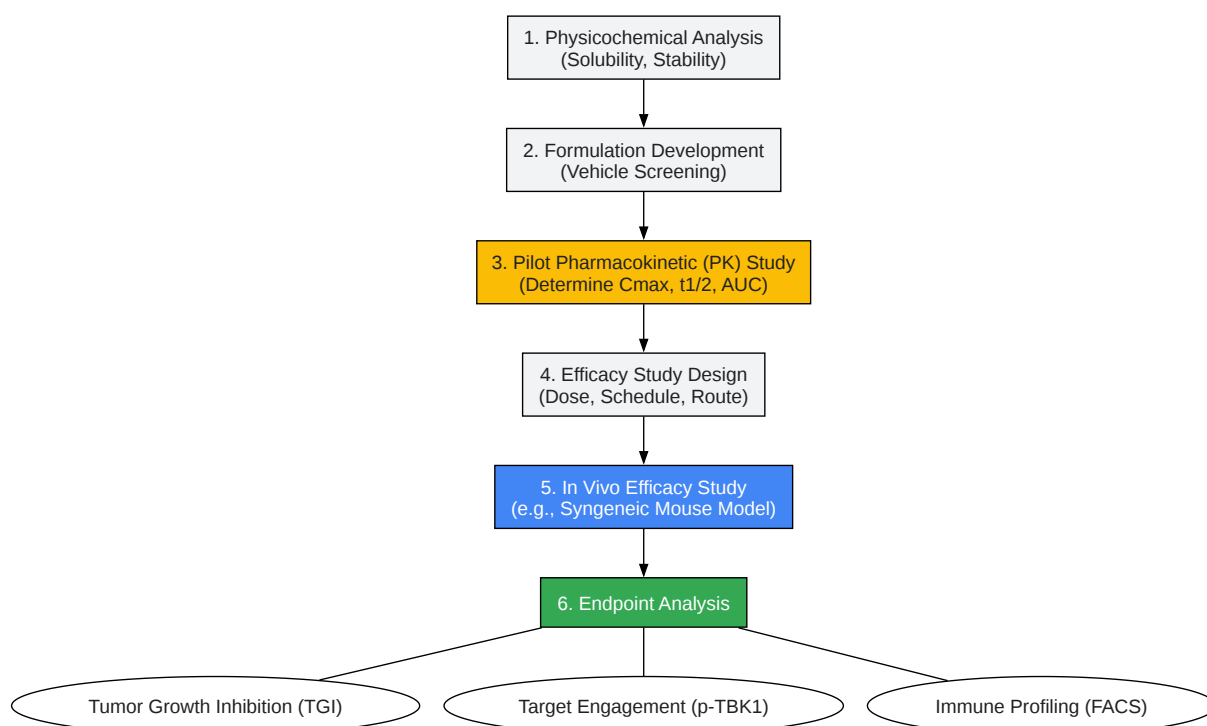 1. Physicochemical Analysis
(Solubility, Stability)
2. Formulation Development
(Vehicle Screening)
3. Pilot Pharmacokinetic (PK) Study
(Determine Cmax, t1/2, AUC)
4. Efficacy Study Design
(Dose, Schedule, Route)
5. In Vivo Efficacy Study
(e.g., Syngeneic Mouse Model)
6. Endpoint Analysis
Tumor Growth Inhibition (TGI)
Target Engagement (p-TBK1)
Immune Profiling (FACS)